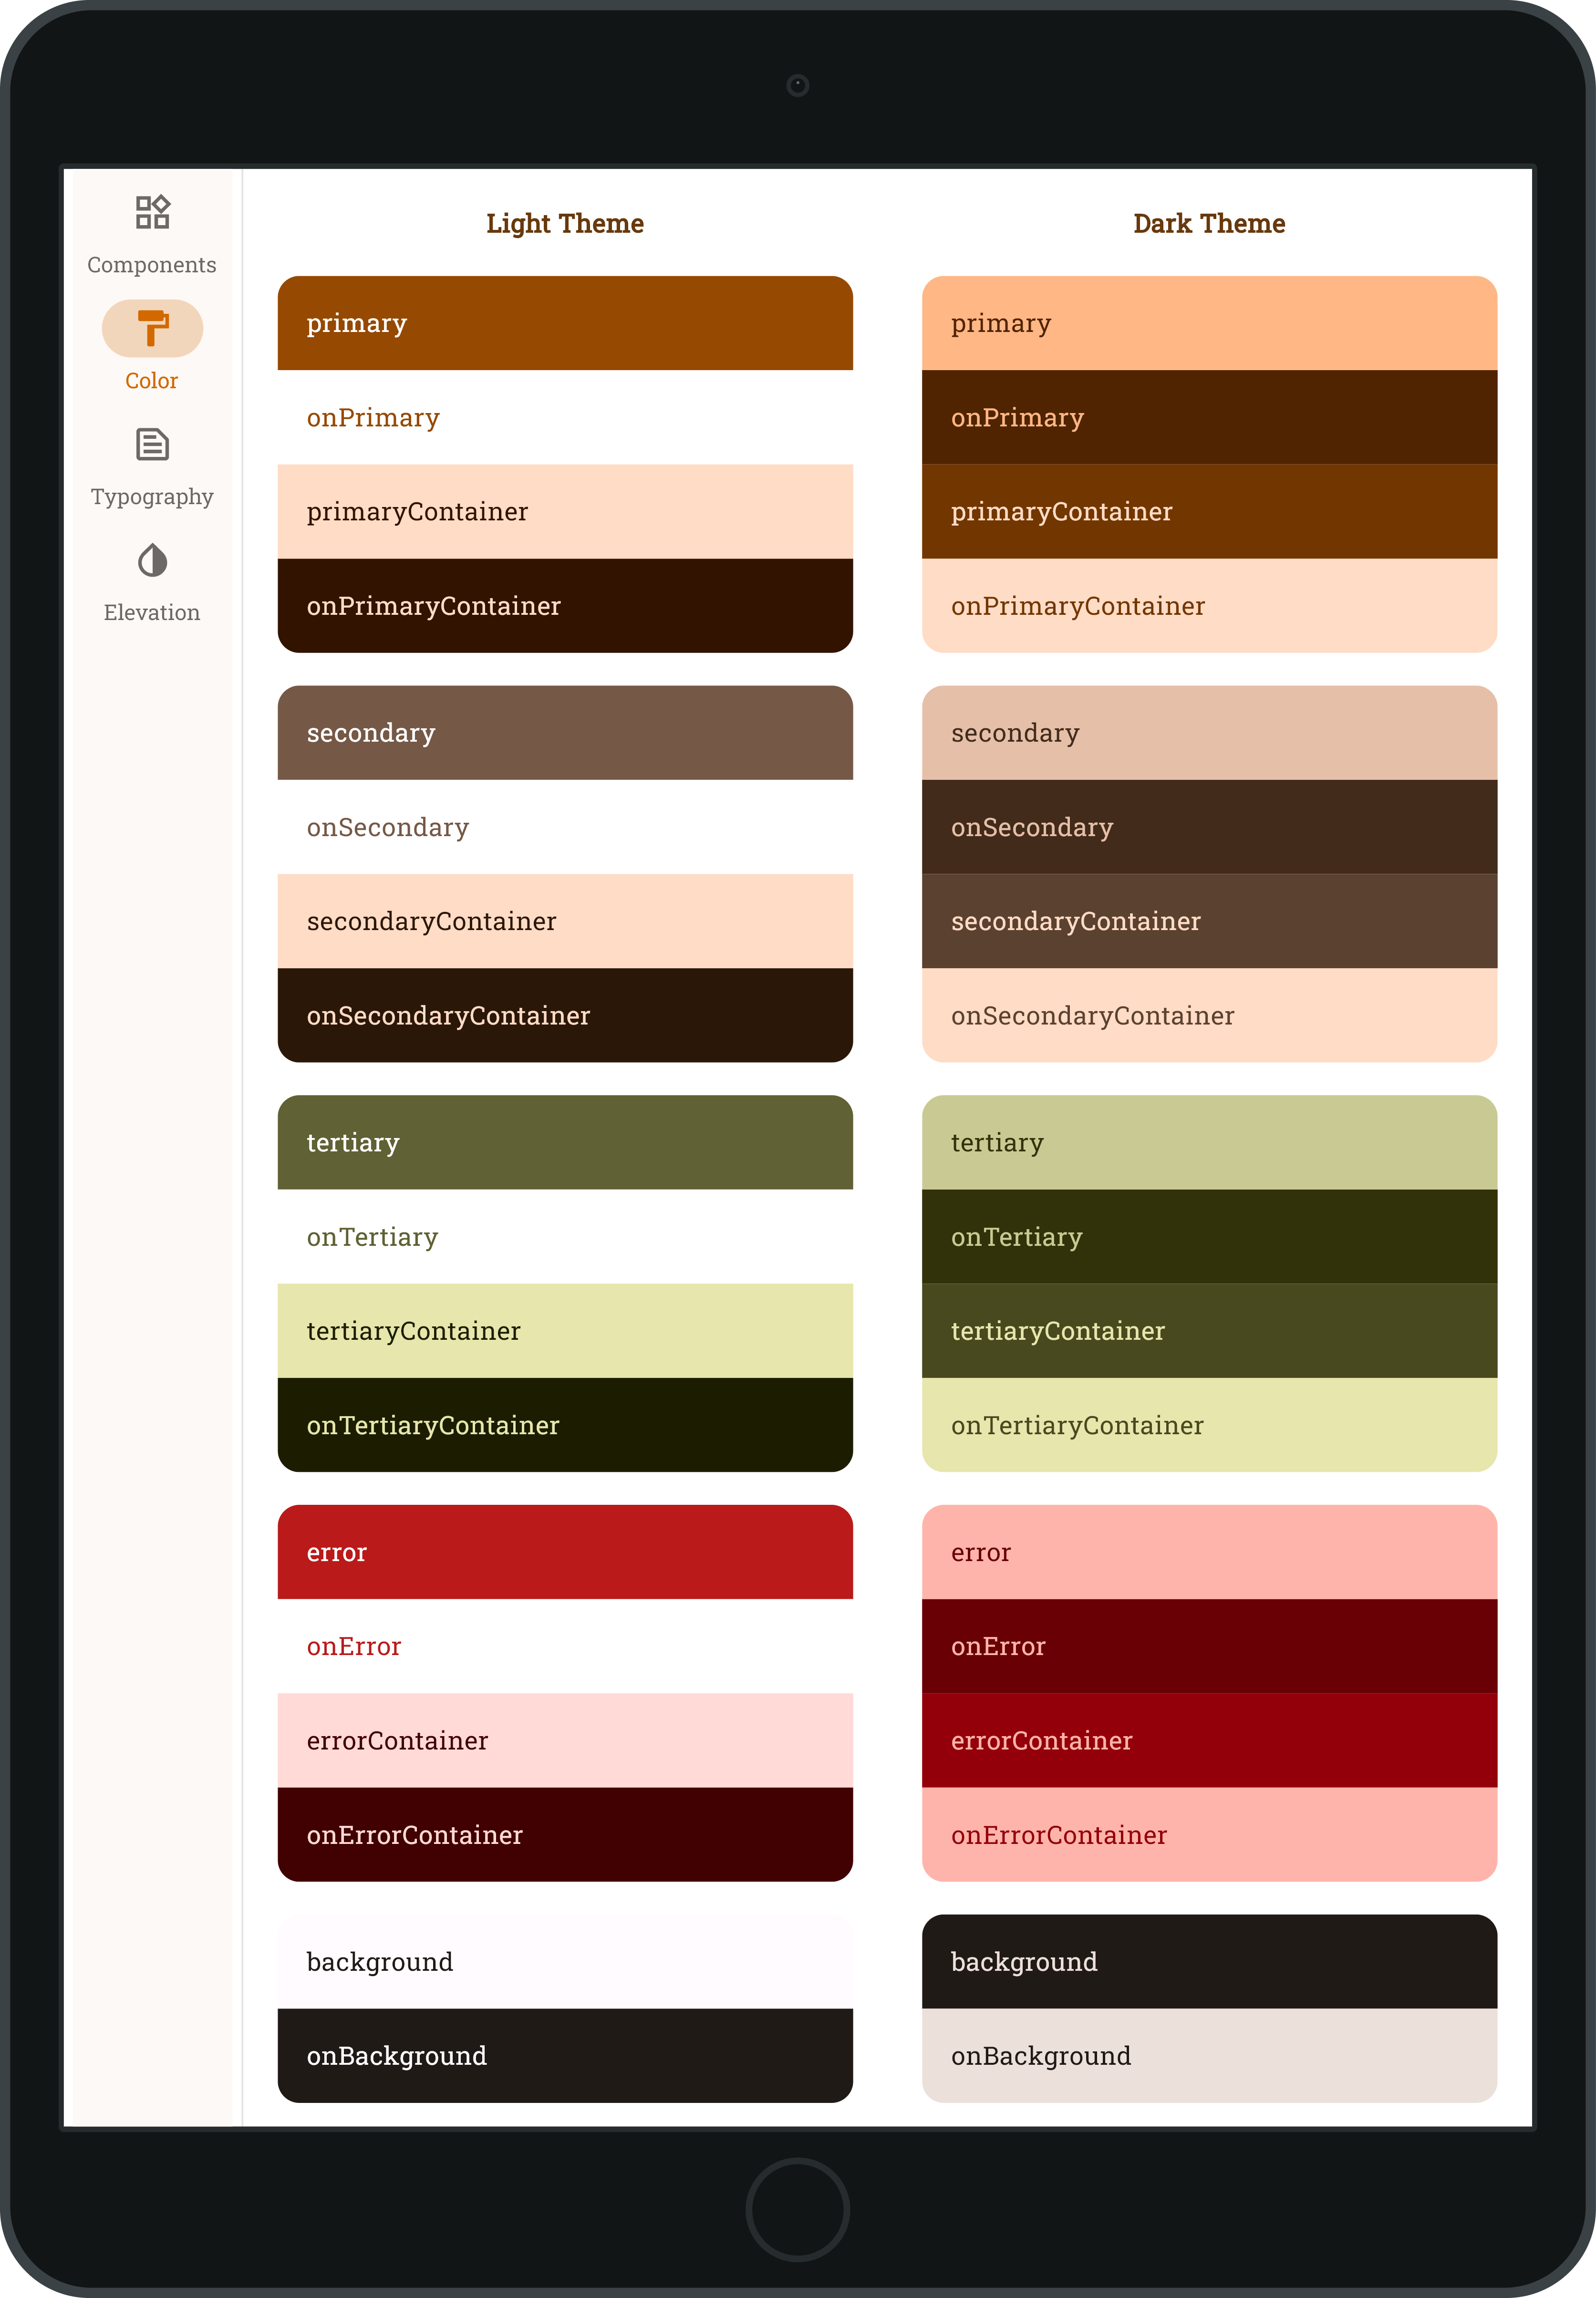 Components
Color
Typography
Elevation
Light Theme
primary
onPrimary
primaryContainer
onPrimaryContainer
secondary
onSecondary
secondaryContainer
onSecondaryContainer
tertiary
onTertiary
tertiaryContainer
onTertiaryContainer
error
onError
errorContainer
onErrorContainer
background
onBackground
Dark Theme
primary
onPrimary
primaryContainer
onPrimaryContainer
secondary
onSecondary
secondaryContainer
onSecondaryContainer
tertiary
onTertiary
tertiaryContainer
onTertiaryContainer
error
onError
errorContainer
onErrorContainer
background
onBackground